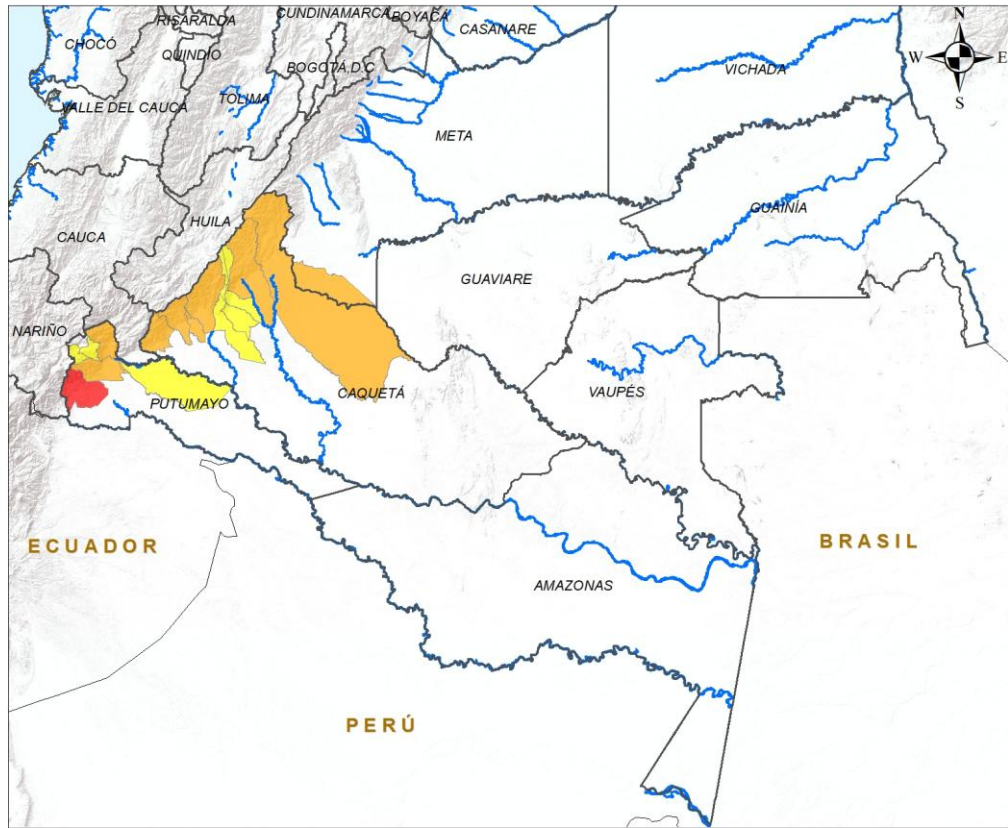 CUNDINAMARCA
BOYACÁ
RISARALDA
CASANARE
N
CHOCÓ
QUINDÍO
BOGOTÁ D.C
W
E
VICHADA
S
VALLE DEL CAUCA
TOLIMA
META
GUAINÍA
HUILA
CAUCA
GUAVIARE
NARIÑO
CAQUETÁ
VAUPÉS
PUTUMAYO
ECUADOR
BRASIL
AMAZONAS
PERÚ